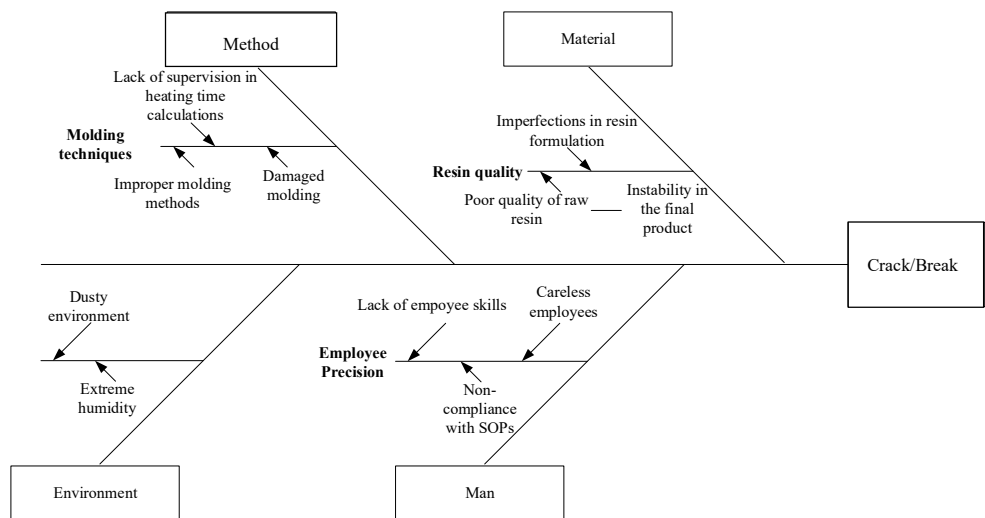 Method
Material
Lack of supervision in
heating time
calculations
Molding
techniques
Improper molding
methods
Damaged
molding
Imperfections in resin
formulation
Resin quality
Poor quality of raw
resin
Instability in
the final
product
Crack/Break
Dusty
environment
Extreme
humidity
Lack of empoyee skills
Careless
employees
Employee
Precision
Non-
compliance
with SOPs
Environment
Man